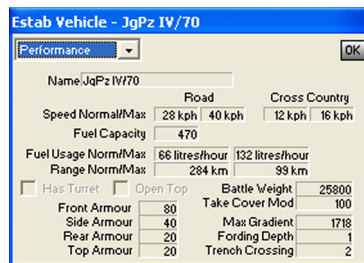 Estab Vehicle - JgPz IV/70
Performance
OK
Name JgPz IV/70
Road Cross Country
Speed Normal/Max 28 kph 40 kph 12 kph 16 kph
Fuel Capacity 470
Fuel Usage Norm/Max 66 litres/hour 132 litres/hour
Range Norm/Max 284 km 99 km
Has Turret Open Top Battle Weight 25800
Take Cover Mod 100
Front Armour 80
Side Armour 40 Max Gradient 1718
Rear Armour 20 Fording Depth 1
Top Armour 20 Trench Crossing 2